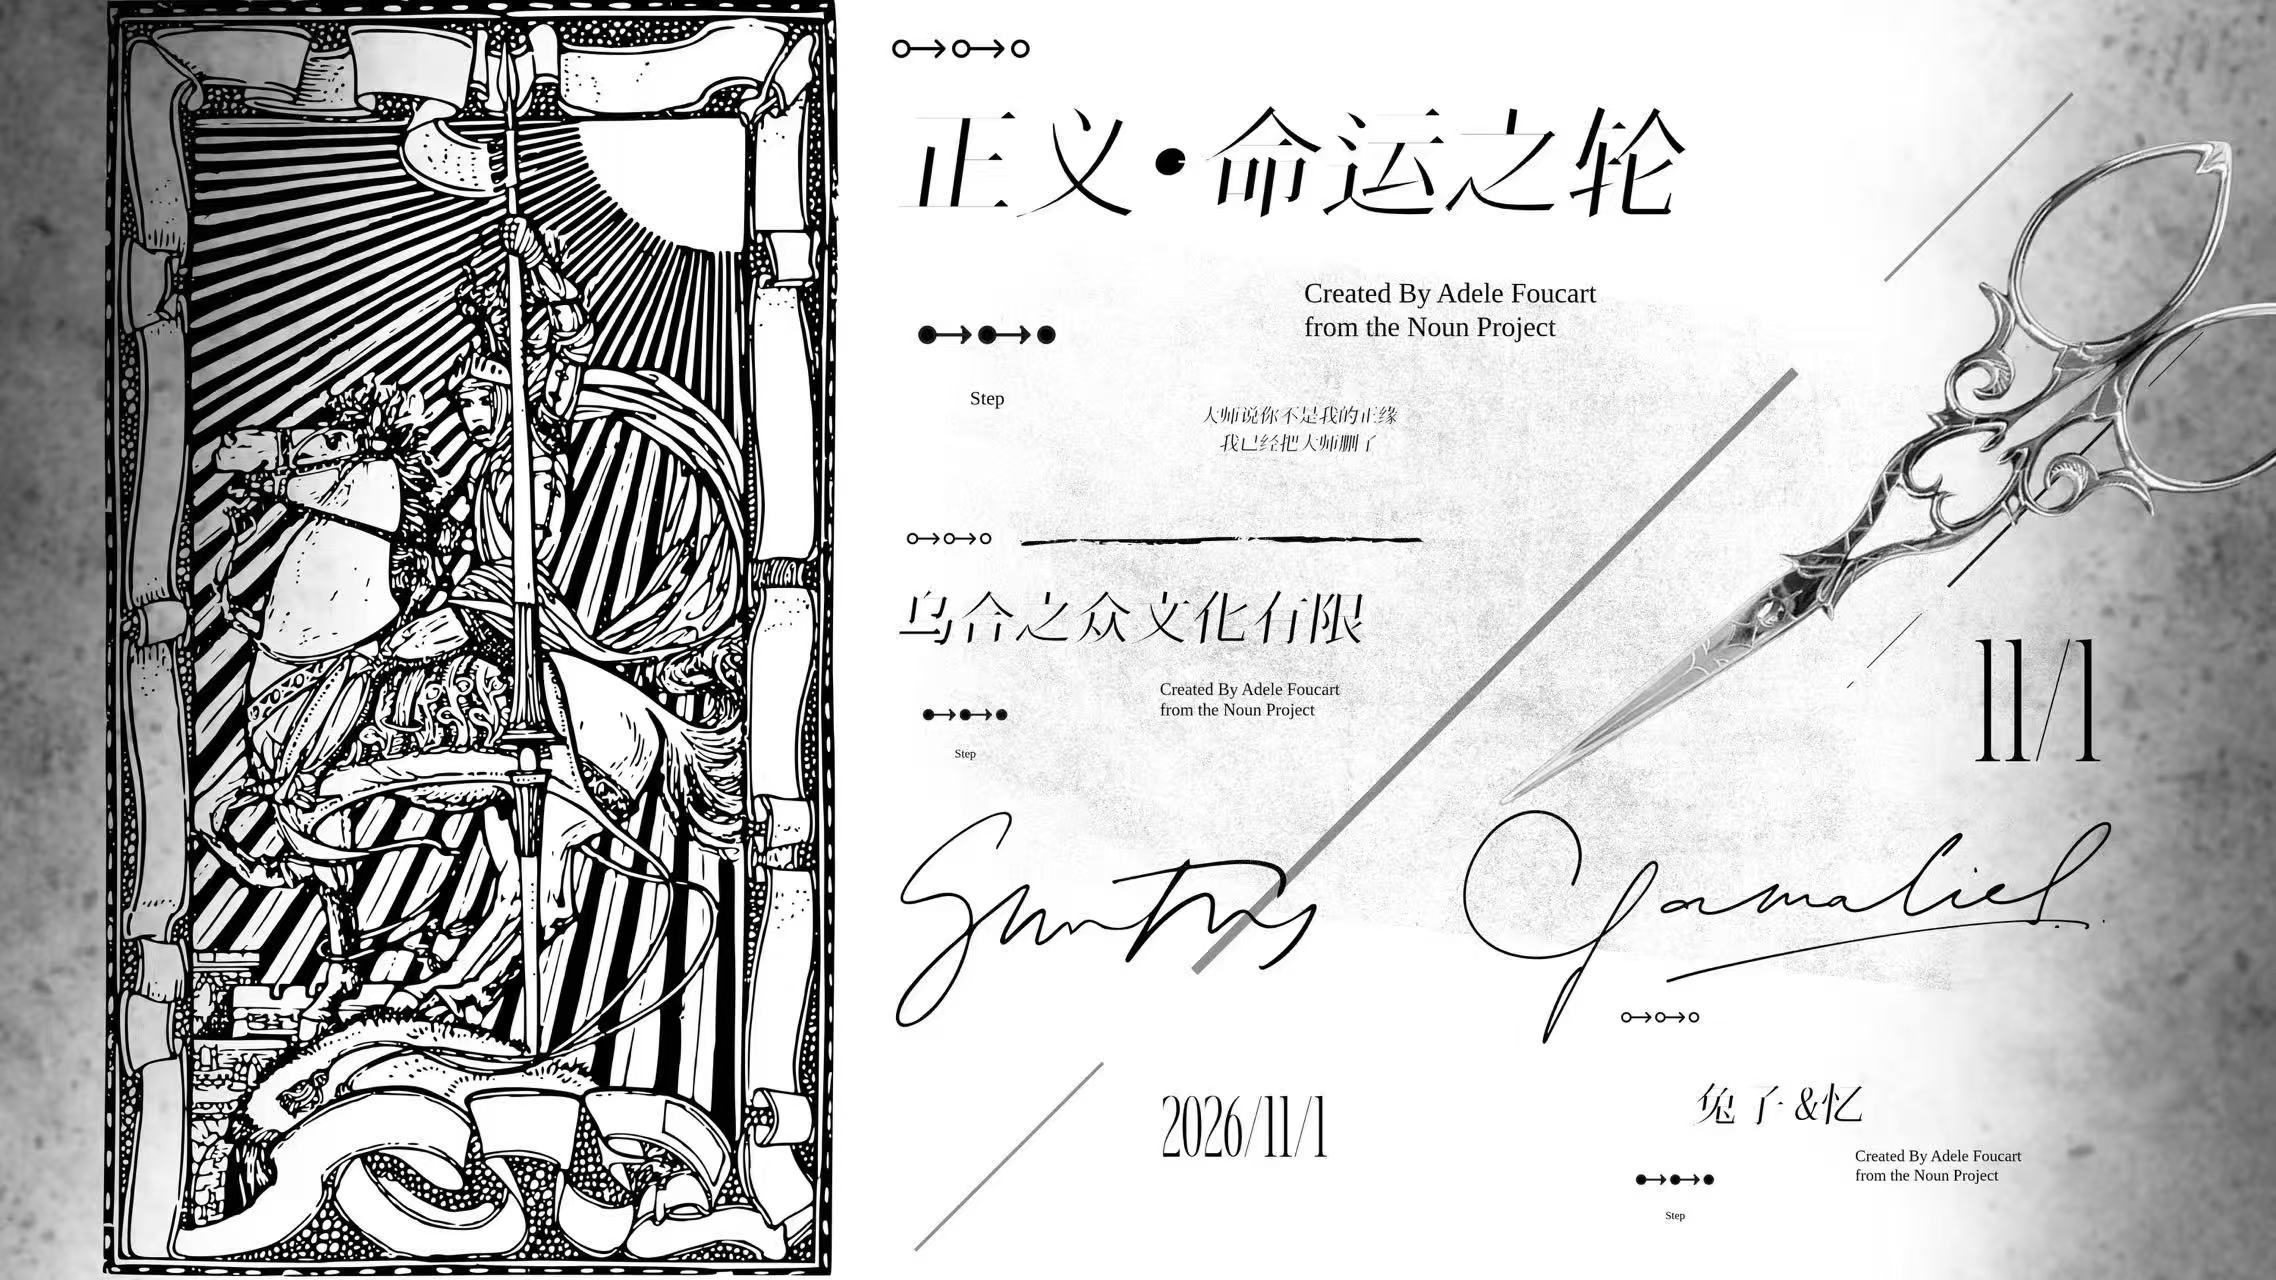 正义·命运之轮
Created By Adele Foucart
from the Noun Project
Step
大师说你不是我的正缘
我已经把大师删了
乌合之众文化有限
Created By Adele Foucart
from the Noun Project
Step
11/1
Gamaliel
2026/11/1
兔子&忆
Created By Adele Foucart
from the Noun Project
Step